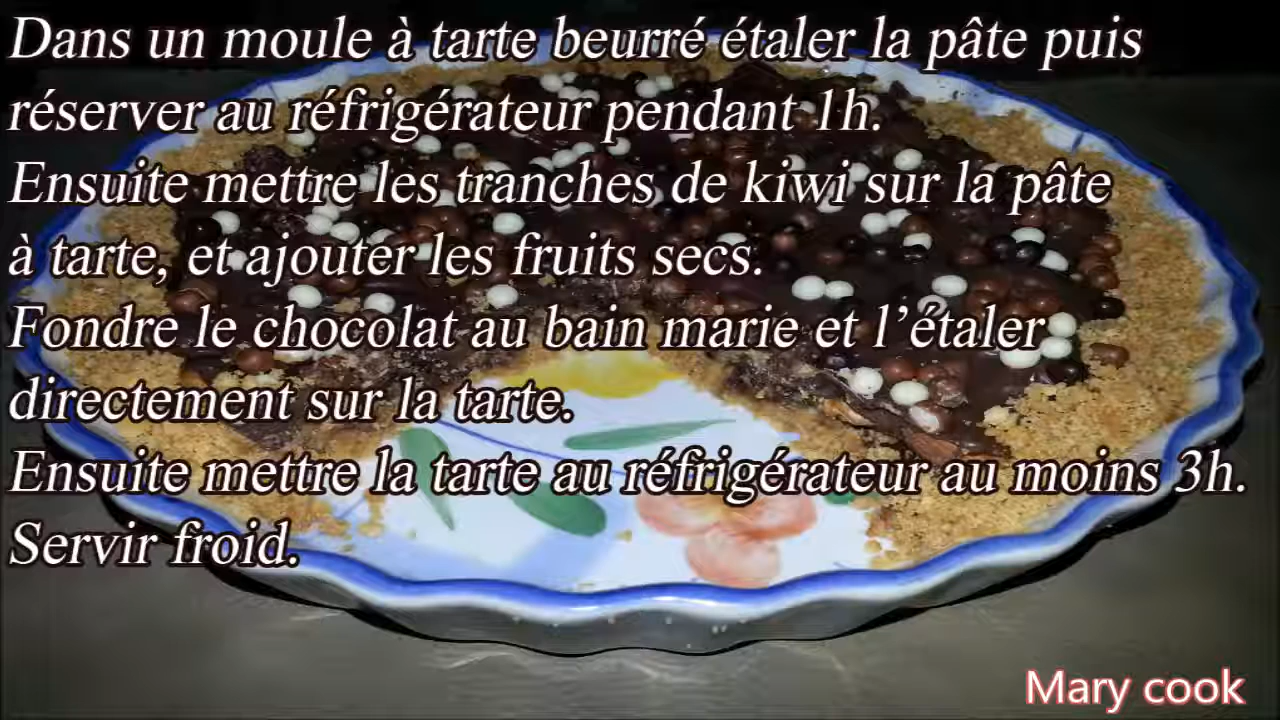 Dans un moule à tarte beurré étaler la pâte puis
réserver au réfrigérateur pendant 1h.
Ensuite mettre les tranches de kiwi sur la pâte
à tarte, et ajouter les fruits secs.
Fondre le chocolat au bain marie et l’étaler
directement sur la tarte.
Ensuite mettre la tarte au réfrigérateur au moins 3h.
Servir froid.
Mary cook